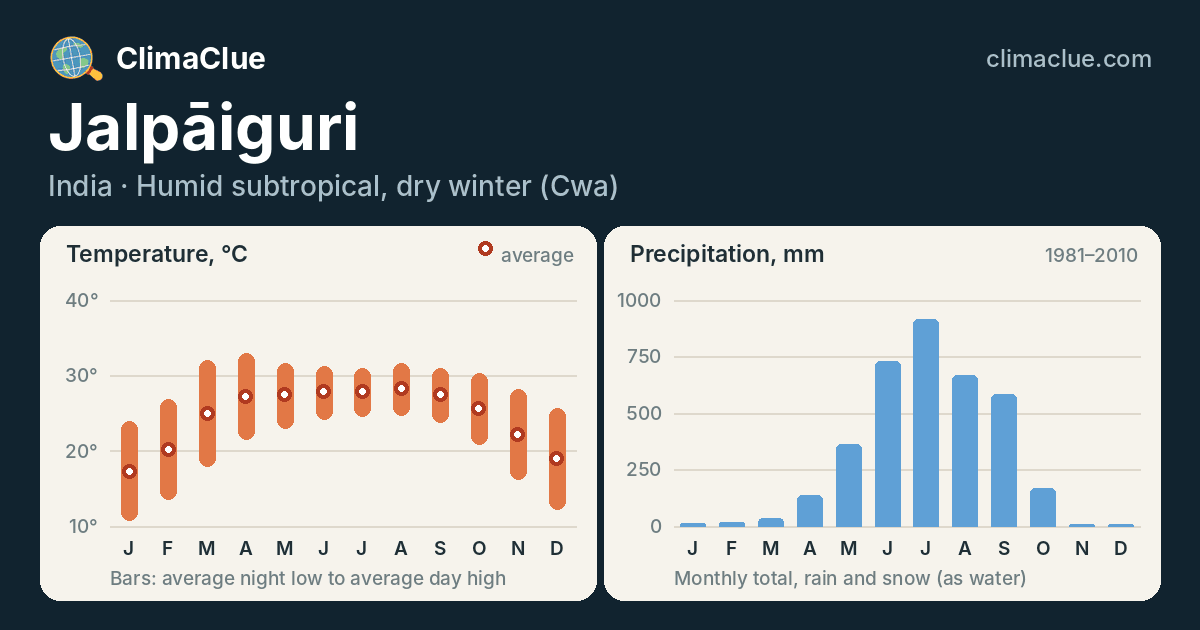 ClimaClue
climaclue.com
Jalpāiguri
India · Humid subtropical, dry winter (Cwa)
Temperature, °C
average
40°
30°
20°
10°
J F M A M J J A S O N D
Bars: average night low to average day high
Precipitation, mm
1981–2010
1000
750
500
250
0
J F M A M J J A S O N D
Monthly total, rain and snow (as water)